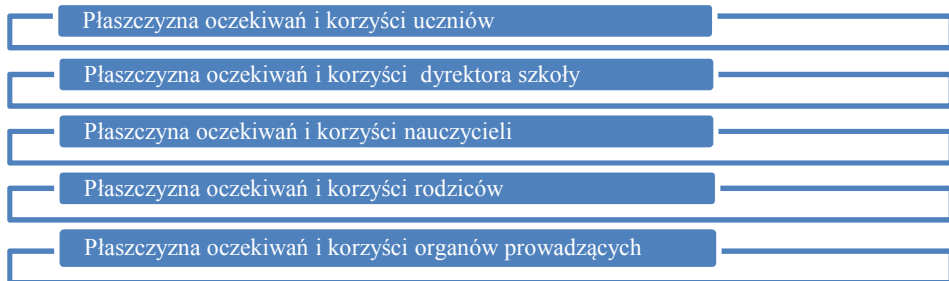 Płaszczyzna oczekiwań i korzyści uczniów
Płaszczyzna oczekiwań i korzyści  dyrektora szkoły
Płaszczyna oczekiwań i korzyści nauczycieli
Płaszczyzna oczekiwań i korzyści rodziców
Płaszczyzna oczekiwań i korzyści organów prowadzących